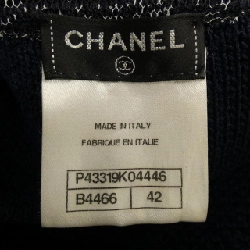 CHANEL
MADE IN ITALY
FABRIQUE EN ITALIE
P43319K04446
B4466 42